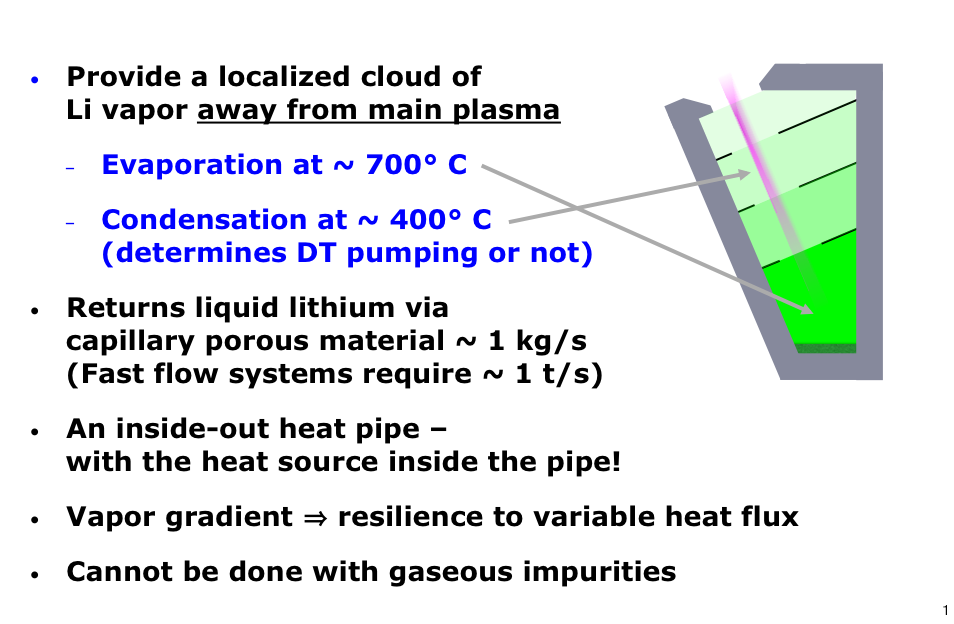 • Provide a localized cloud of
Li vapor away from main plasma
– Evaporation at ~ 700° C
– Condensation at ~ 400° C
(determines DT pumping or not)
• Returns liquid lithium via
capillary porous material ~ 1 kg/s
(Fast flow systems require ~ 1 t/s)
• An inside-out heat pipe –
with the heat source inside the pipe!
• Vapor gradient ⇒ resilience to variable heat flux
• Cannot be done with gaseous impurities
1